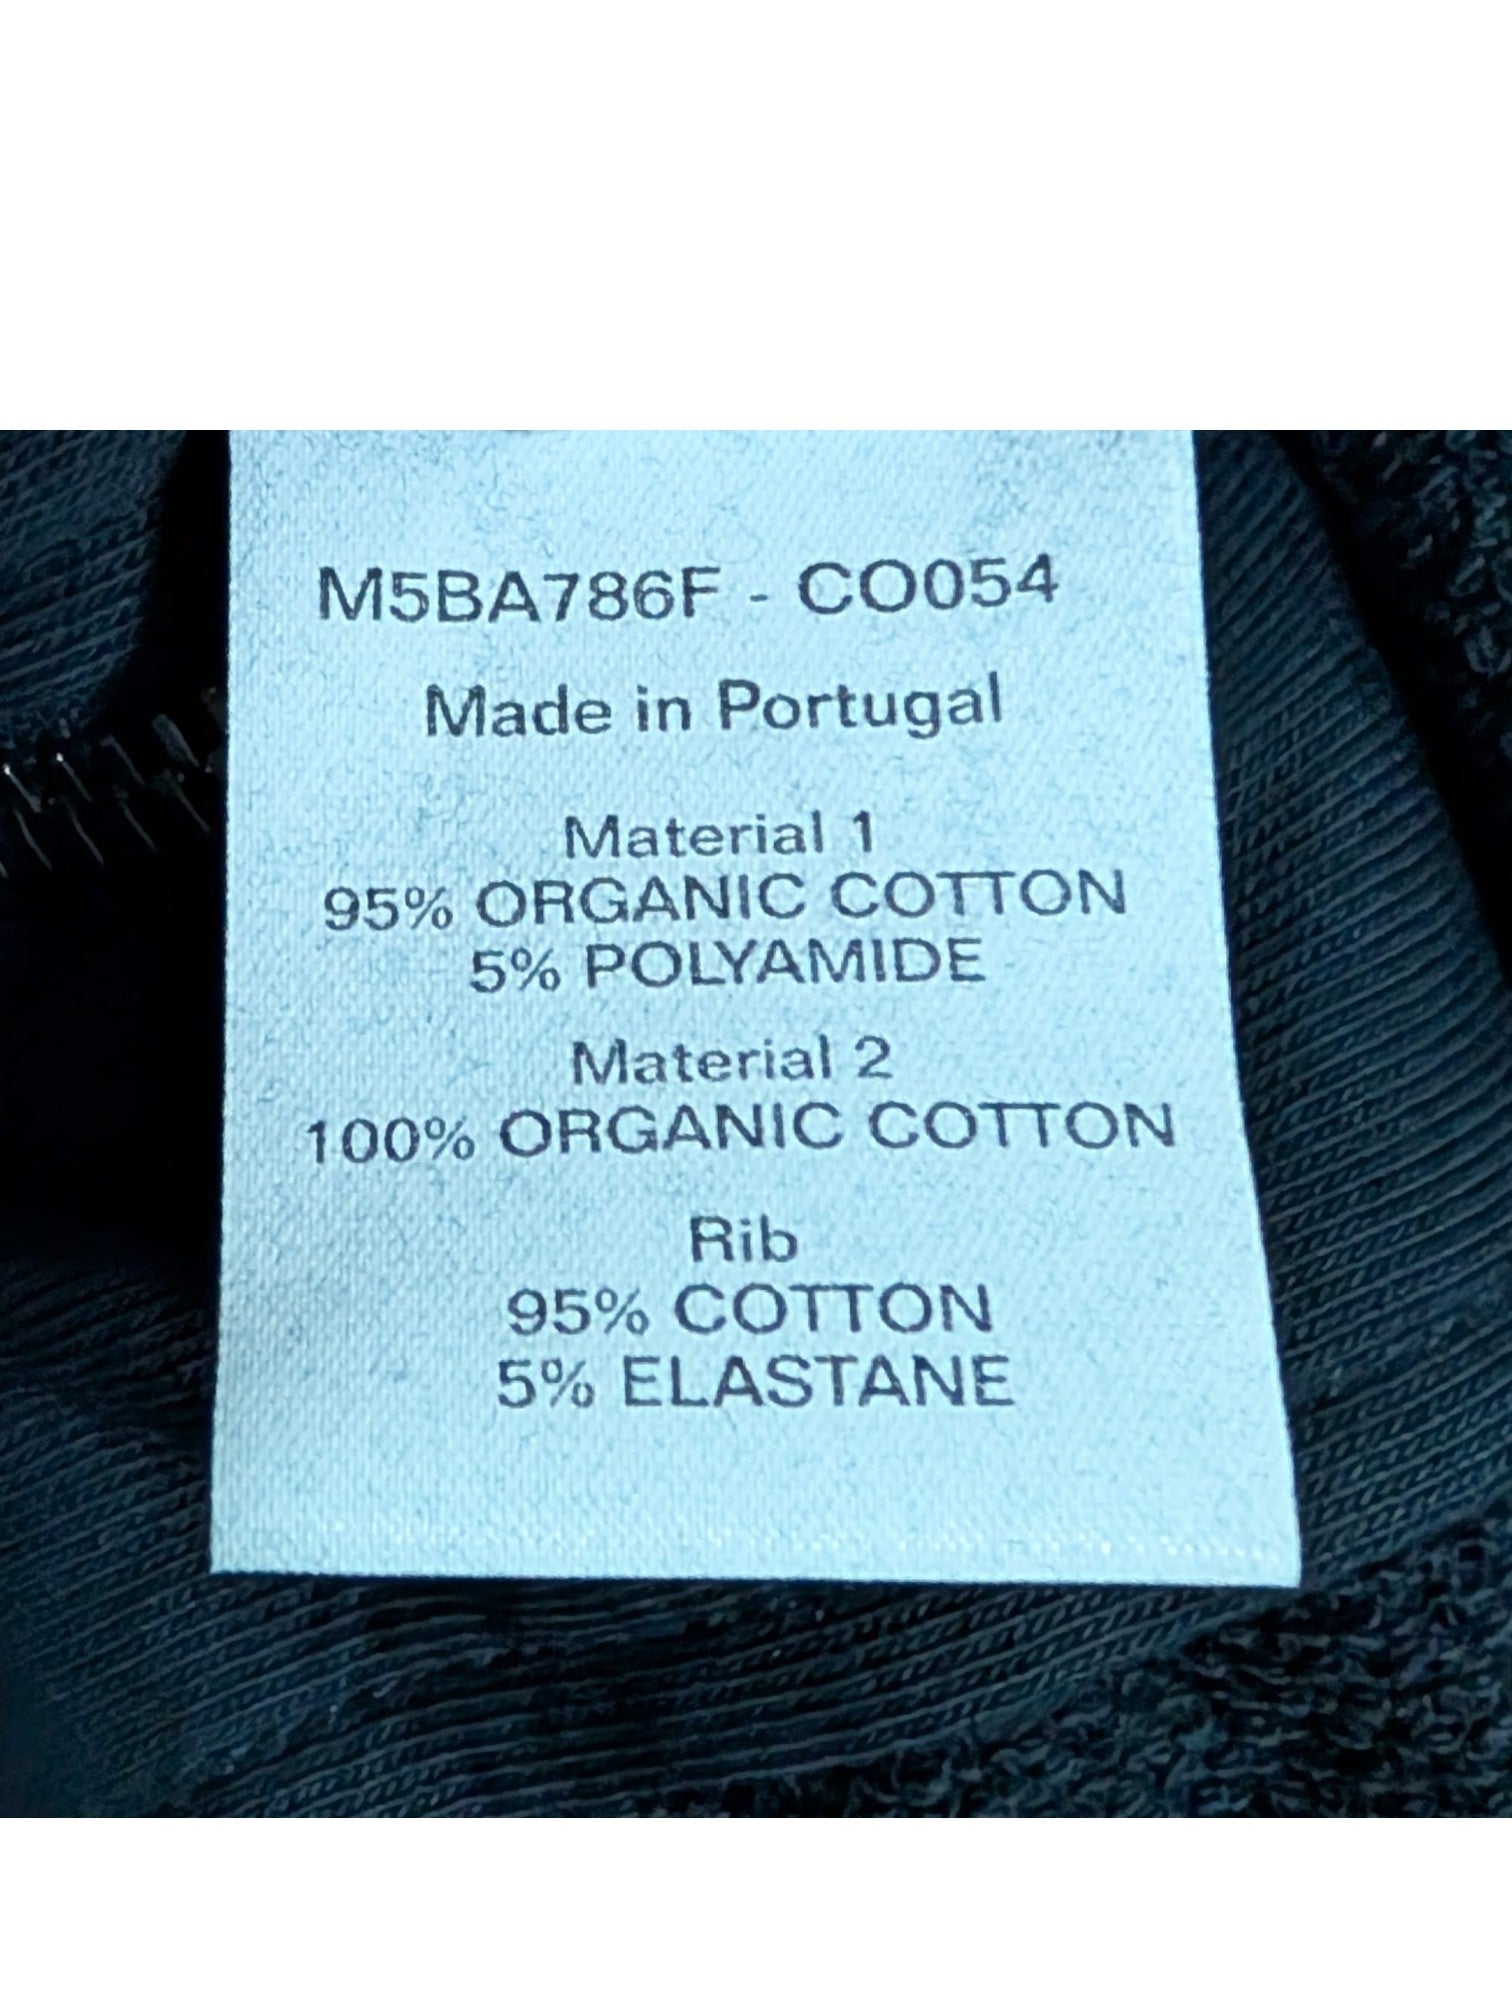 M5BA786F - CO054
Made in Portugal
Material 1
95% ORGANIC COTTON
5% POLYAMIDE
Material 2
100% ORGANIC COTTON
Rib
95% COTTON
5% ELASTANE